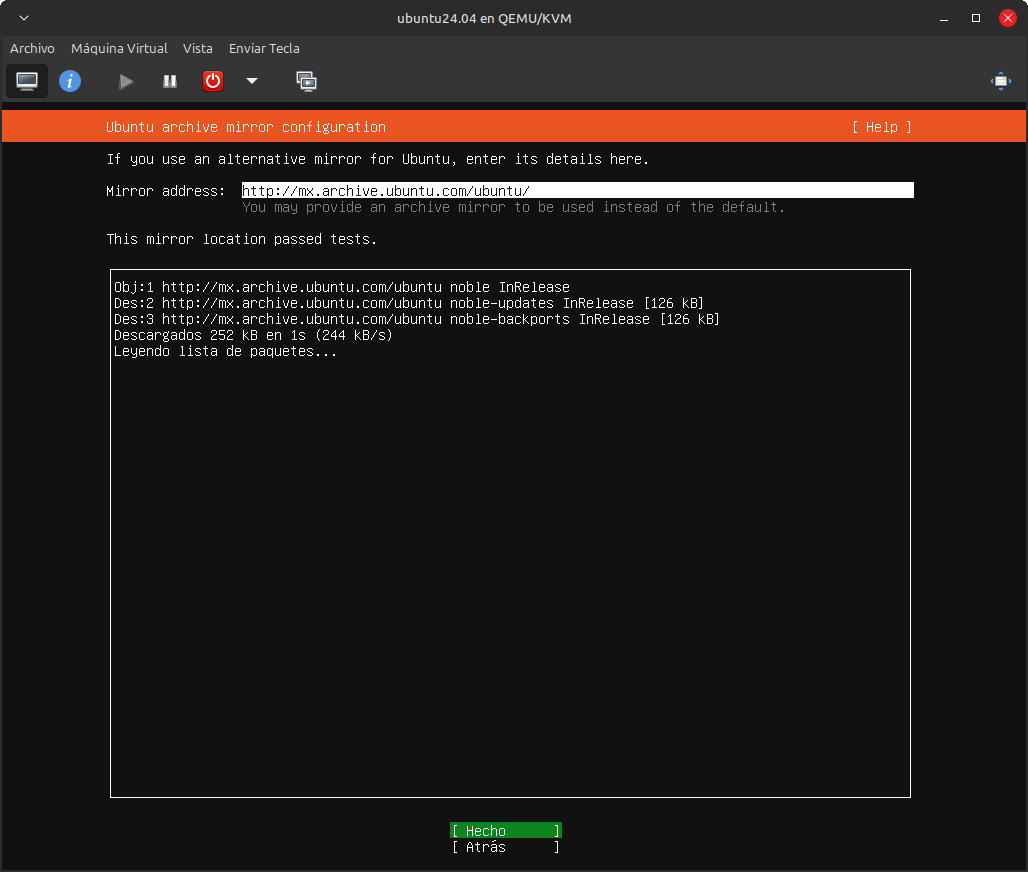 ubuntu24.04 en QEMU/KVM
Archivo Máquina Virtual Vista Enviar Tecla
Ubuntu archive mirror configuration [ Help ]
If you use an alternative mirror for Ubuntu, enter its details here.
Mirror address: http://mx.archive.ubuntu.com/ubuntu/
You may provide an archive mirror to be used instead of the default.
This mirror location passed tests.
Obj:1 http://mx.archive.ubuntu.com/ubuntu noble InRelease
Des:2 http://mx.archive.ubuntu.com/ubuntu noble-updates InRelease [126 kB]
Des:3 http://mx.archive.ubuntu.com/ubuntu noble-backports InRelease [126 kB]
Descargados 252 kB en 1s (244 kB/s)
Leyendo lista de paquetes...
[ Hecho ]
[ Atrás ]